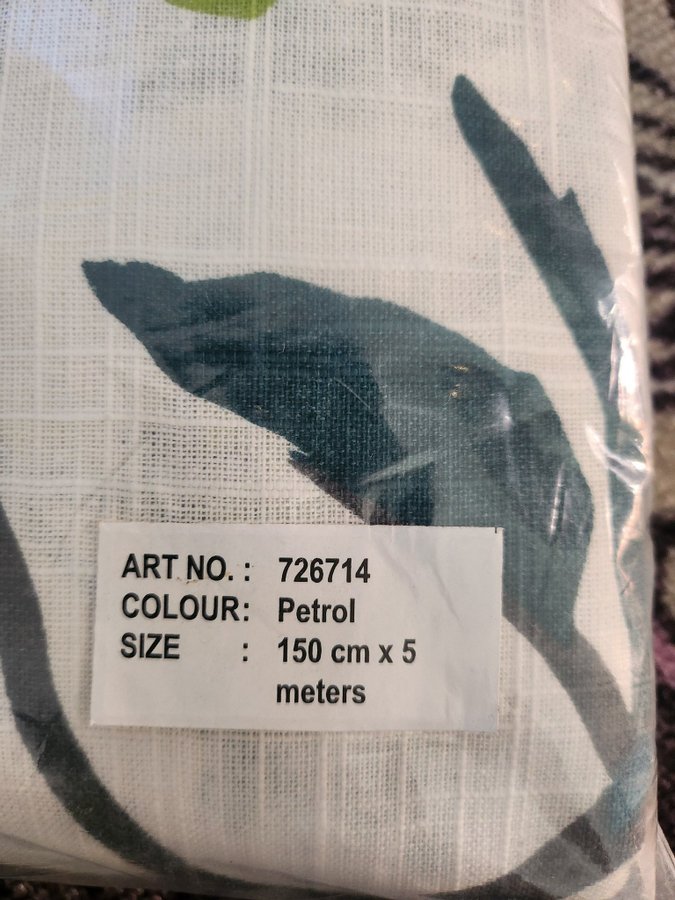 ART NO. : 726714
COLOUR: Petrol
SIZE : 150 cm x 5
meters